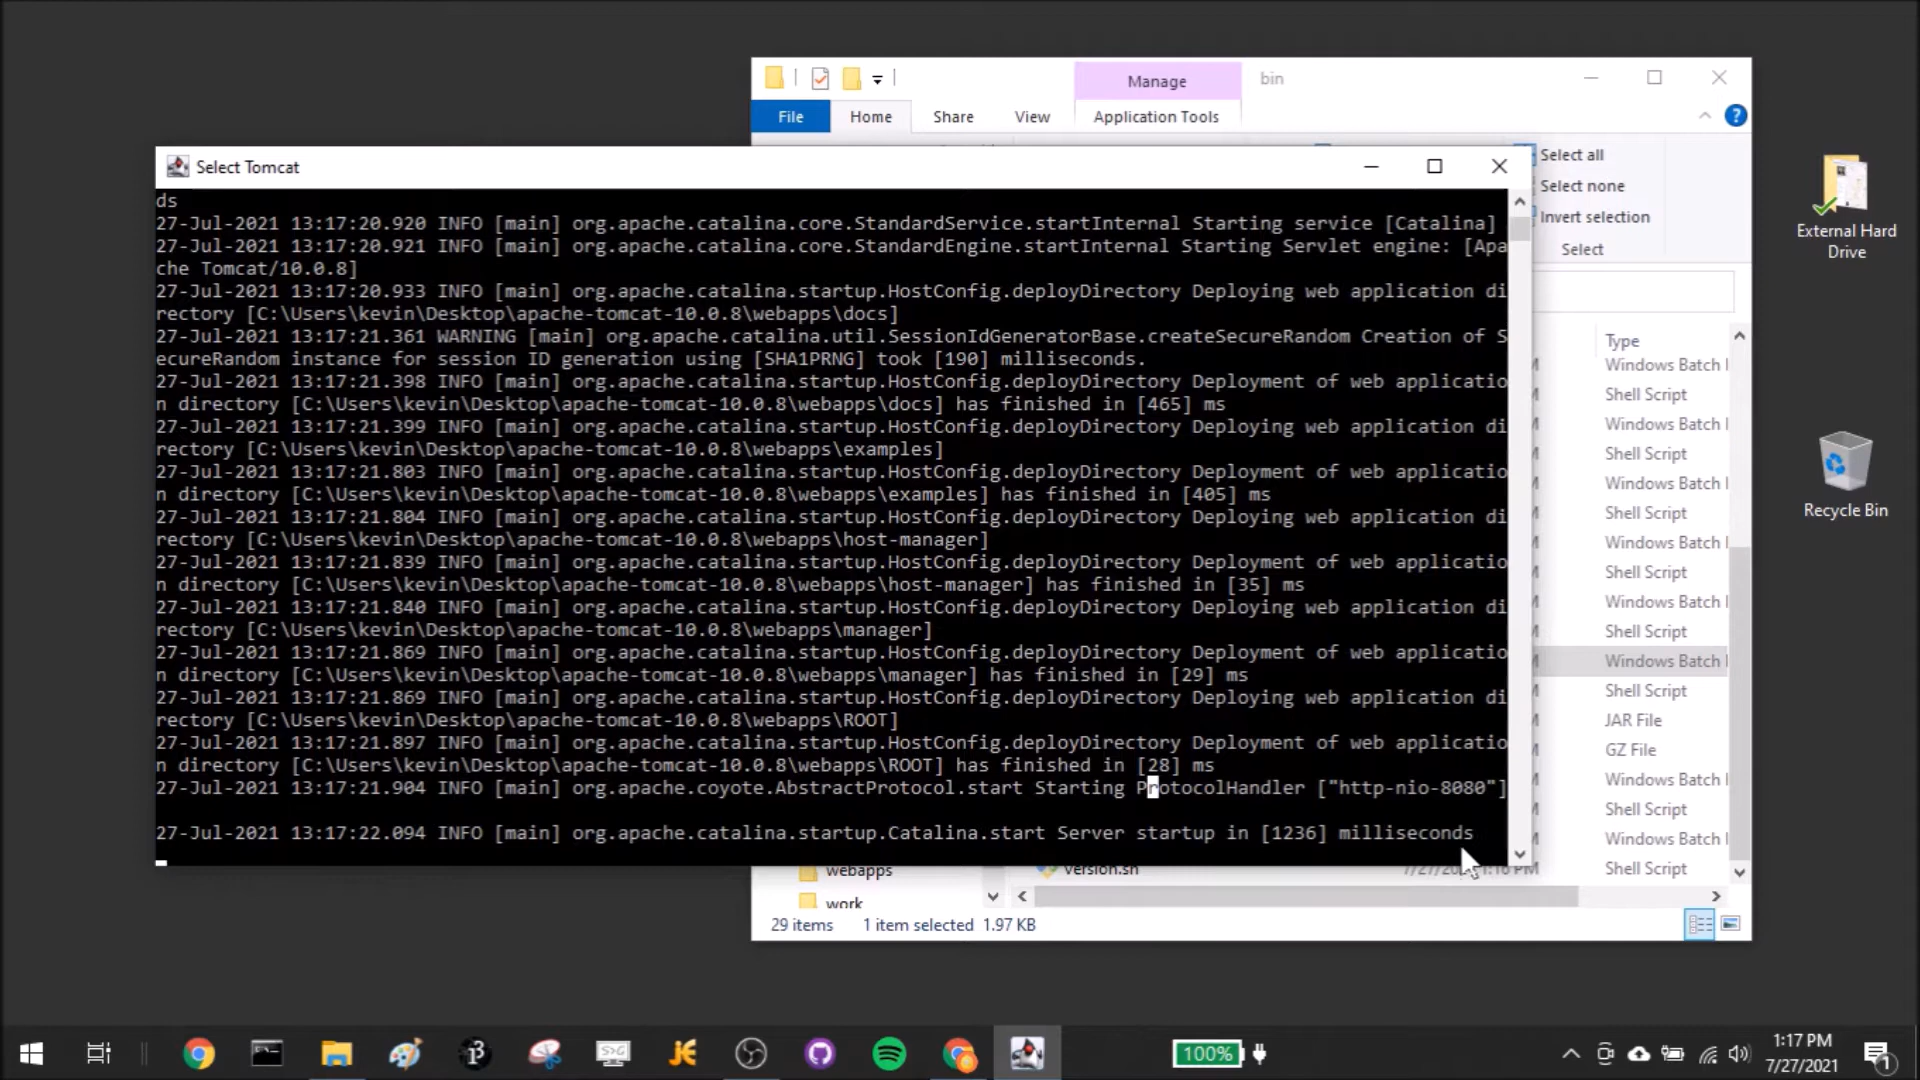 Manage
bin
File
Home
Share
View
Application Tools
Select all
Select none
Invert selection
Select
Select Tomcat
ds
27-Jul-2021 13:17:20.920 INFO [main] org.apache.catalina.core.StandardService.startInternal Starting service [Catalina]
27-Jul-2021 13:17:20.921 INFO [main] org.apache.catalina.core.StandardEngine.startInternal Starting Servlet engine: [Apa
che Tomcat/10.0.8]
27-Jul-2021 13:17:20.933 INFO [main] org.apache.catalina.startup.HostConfig.deployDirectory Deploying web application di
rectory [C:\Users\kevin\Desktop\apache-tomcat-10.0.8\webapps\docs]
27-Jul-2021 13:17:21.361 WARNING [main] org.apache.catalina.util.SessionIdGeneratorBase.createSecureRandom Creation of S
ecureRandom instance for session ID generation using [SHA1PRNG] took [190] milliseconds.
27-Jul-2021 13:17:21.398 INFO [main] org.apache.catalina.startup.HostConfig.deployDirectory Deployment of web applicatio
n directory [C:\Users\kevin\Desktop\apache-tomcat-10.0.8\webapps\docs] has finished in [465] ms
27-Jul-2021 13:17:21.399 INFO [main] org.apache.catalina.startup.HostConfig.deployDirectory Deploying web application di
rectory [C:\Users\kevin\Desktop\apache-tomcat-10.0.8\webapps\examples]
27-Jul-2021 13:17:21.803 INFO [main] org.apache.catalina.startup.HostConfig.deployDirectory Deployment of web applicatio
n directory [C:\Users\kevin\Desktop\apache-tomcat-10.0.8\webapps\examples] has finished in [405] ms
27-Jul-2021 13:17:21.804 INFO [main] org.apache.catalina.startup.HostConfig.deployDirectory Deploying web application di
rectory [C:\Users\kevin\Desktop\apache-tomcat-10.0.8\webapps\host-manager]
27-Jul-2021 13:17:21.839 INFO [main] org.apache.catalina.startup.HostConfig.deployDirectory Deployment of web applicatio
n directory [C:\Users\kevin\Desktop\apache-tomcat-10.0.8\webapps\host-manager] has finished in [35] ms
27-Jul-2021 13:17:21.840 INFO [main] org.apache.catalina.startup.HostConfig.deployDirectory Deploying web application di
rectory [C:\Users\kevin\Desktop\apache-tomcat-10.0.8\webapps\manager]
27-Jul-2021 13:17:21.869 INFO [main] org.apache.catalina.startup.HostConfig.deployDirectory Deployment of web applicatio
n directory [C:\Users\kevin\Desktop\apache-tomcat-10.0.8\webapps\manager] has finished in [29] ms
27-Jul-2021 13:17:21.869 INFO [main] org.apache.catalina.startup.HostConfig.deployDirectory Deploying web application di
rectory [C:\Users\kevin\Desktop\apache-tomcat-10.0.8\webapps\ROOT]
27-Jul-2021 13:17:21.897 INFO [main] org.apache.catalina.startup.HostConfig.deployDirectory Deployment of web applicatio
n directory [C:\Users\kevin\Desktop\apache-tomcat-10.0.8\webapps\ROOT] has finished in [28] ms
27-Jul-2021 13:17:21.904 INFO [main] org.apache.coyote.AbstractProtocol.start Starting ProtocolHandler ["http-nio-8080"]
27-Jul-2021 13:17:22.094 INFO [main] org.apache.catalina.startup.Catalina.start Server startup in [1236] milliseconds
Type
Windows Batch
Shell Script
Windows Batch
Shell Script
Windows Batch
Shell Script
Windows Batch
Shell Script
Windows Batch
Shell Script
Windows Batch
Shell Script
JAR File
GZ File
Windows Batch
Shell Script
Windows Batch
Shell Script
webapps
version.sh
work
29 items
1 item selected 1.97 KB
External Hard
Drive
Recycle Bin
100%
1:17 PM
7/27/2021
1